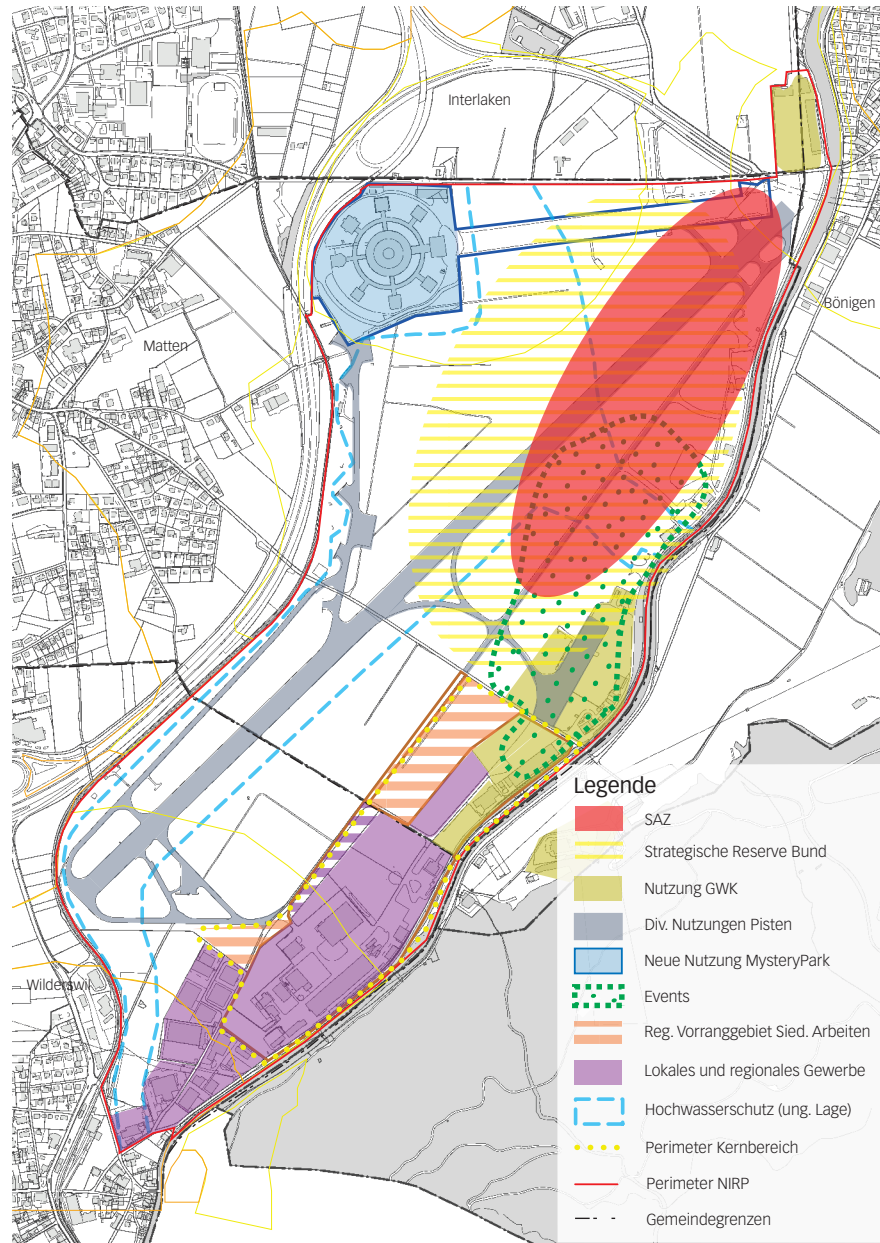 Interlaken
Bönigen
Matten
Wilderswil
Legende
SAZ
Strategische Reserve Bund
Nutzung GWK
Div. Nutzungen Pisten
Neue Nutzung MysteryPark
Events
Reg. Vorranggebiet Sied. Arbeiten
Lokales und regionales Gewerbe
Hochwasserschutz (ung. Lage)
Perimeter Kernbereich
Perimeter NIRP
Gemeindegrenzen